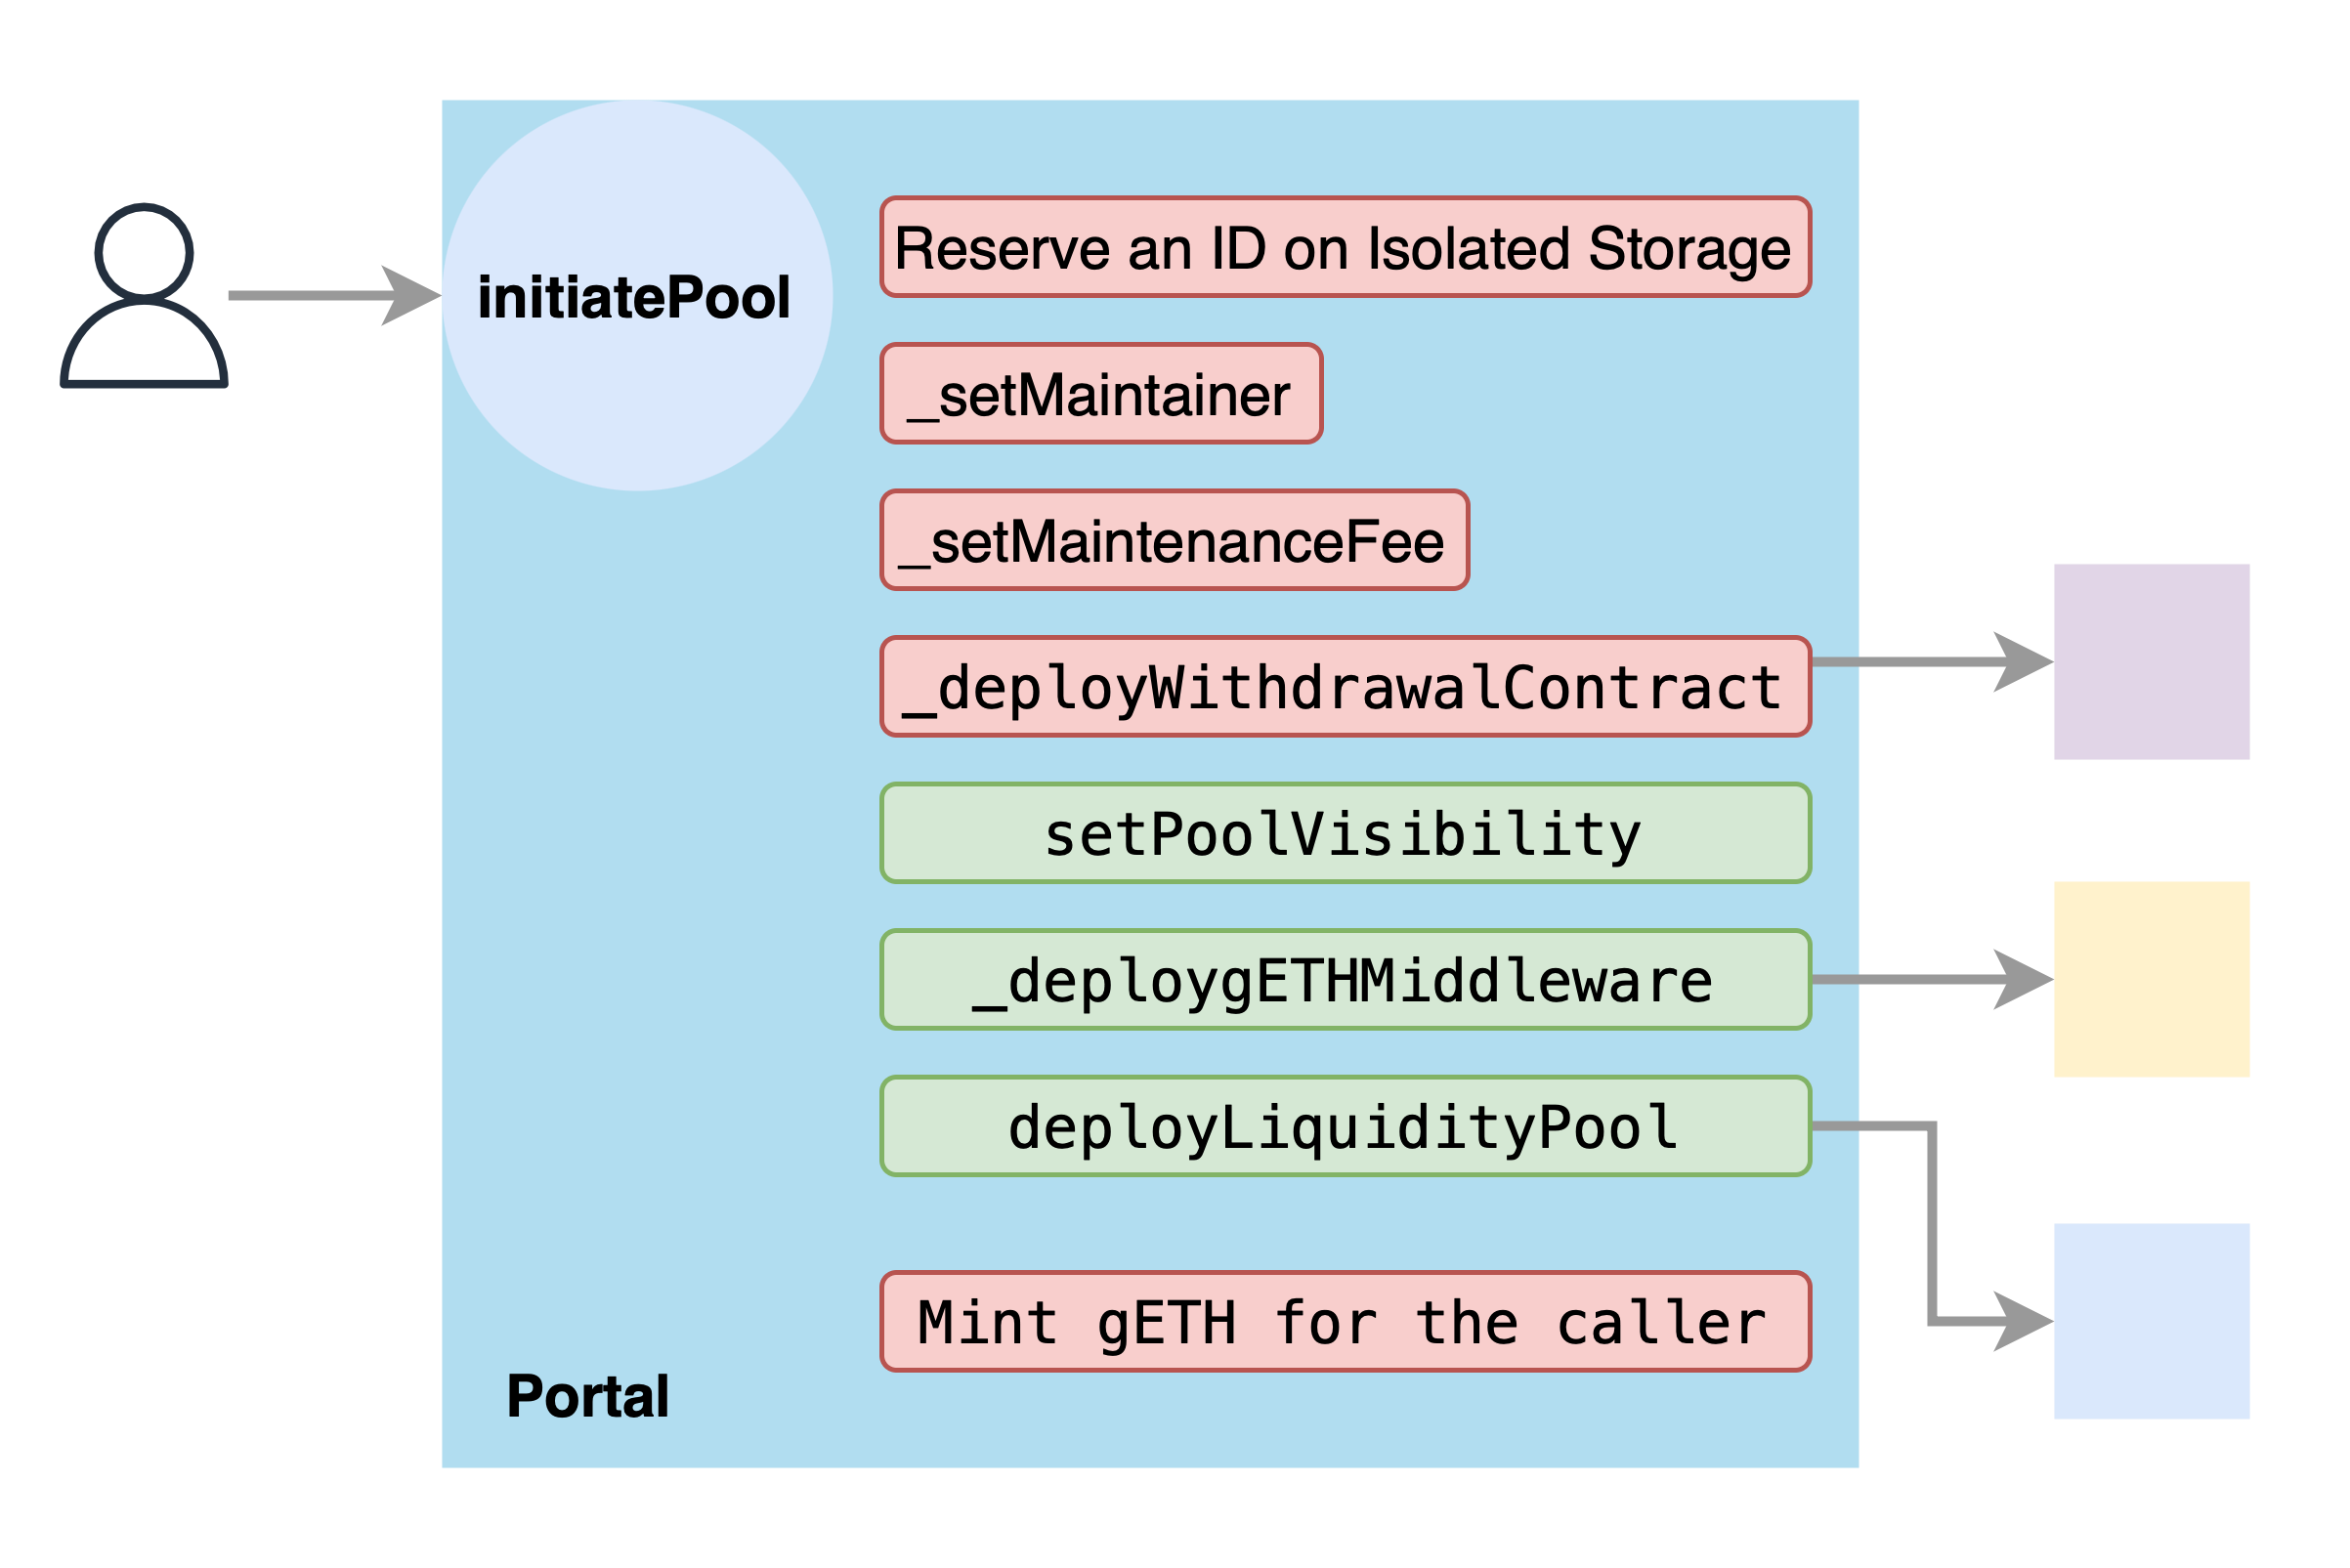 initiatePool
Reserve an ID on Isolated Storage
_setMaintainer
_setMaintenanceFee
_deployWithdrawalContract
setPoolVisibility
_deploygETHMiddleware
deployLiquidityPool
Mint gETH for the caller
Portal